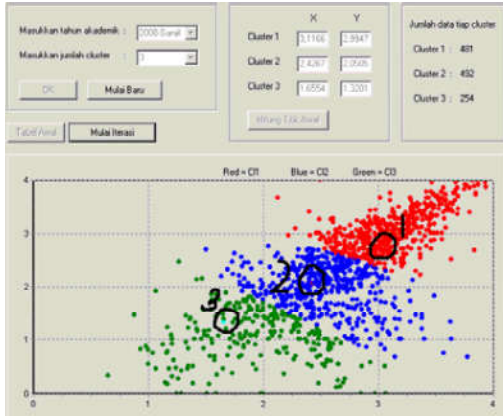 Masukkan tahun akademik : 2008 Ganjil
Masukkan jumlah cluster : 3
OK Mulai Baru
Tabel Awal Mulai Iterasi
X Y
Cluster 1 3,1166 2,9947
Cluster 2 2,4267 2,0505
Cluster 3 1,6554 1,3201
Hitung Titik Awal
Jumlah data tiap cluster
Cluster 1 : 481
Cluster 2 : 492
Cluster 3 : 254
Red = Cl1 Blue = Cl2 Green = Cl3
4
3
2
1
0
0 1 2 3 4
1
2
3